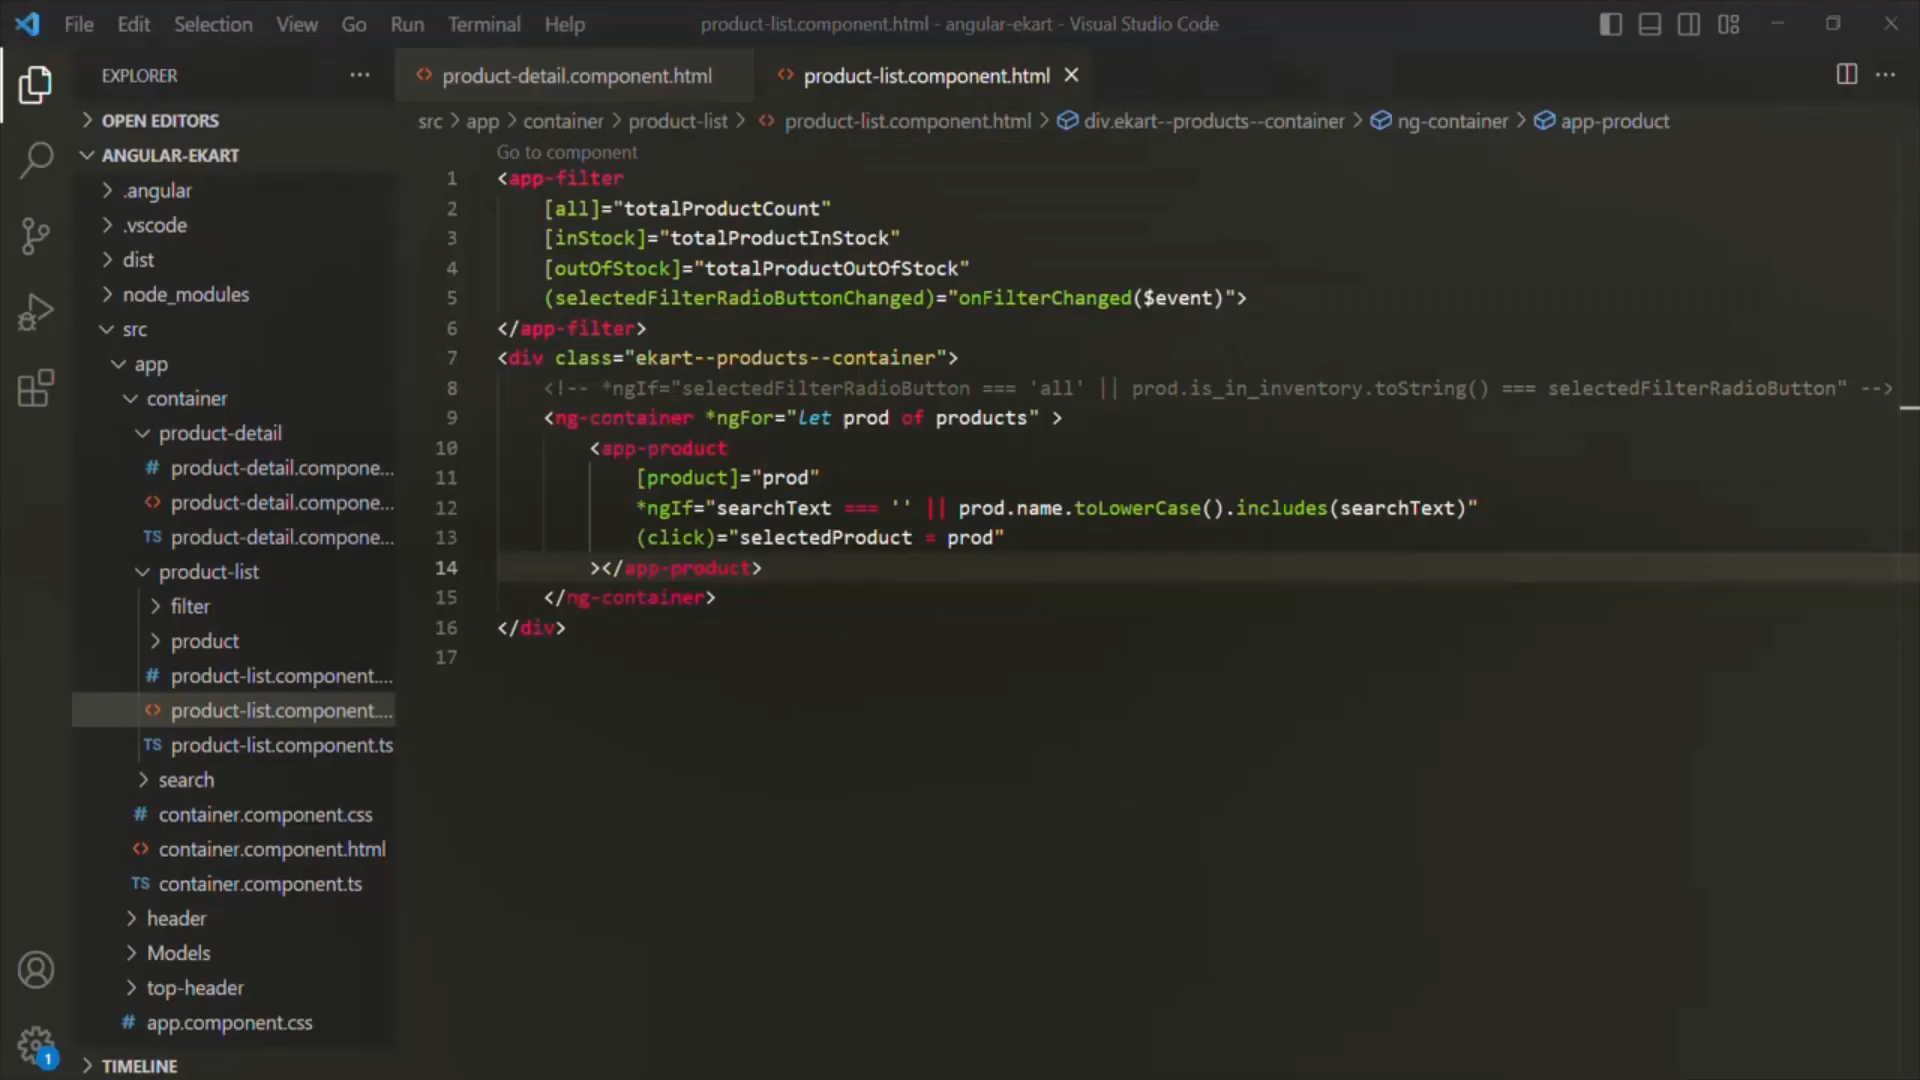 File Edit Selection View Go Run Terminal Help product-list.component.html - angular-ekart - Visual Studio Code
EXPLORER
product-detail.component.html product-list.component.html
OPEN EDITORS
ANGULAR-EKART
.angular
.vscode
dist
node_modules
src
app
container
product-detail
# product-detail.compone...
<> product-detail.compone...
TS product-detail.compone...
product-list
filter
product
# product-list.component....
<> product-list.component....
TS product-list.component.ts
search
# container.component.css
<> container.component.html
TS container.component.ts
header
Models
top-header
# app.component.css
TIMELINE
1
src > app > container > product-list > <> product-list.component.html > div.ekart--products--container > ng-container > app-product
Go to component
1 <app-filter
2 [all]="totalProductCount"
3 [inStock]="totalProductInStock"
4 [outOfStock]="totalProductOutOfStock"
5 (selectedFilterRadioButtonChanged)="onFilterChanged($event)">
6 </app-filter>
7 <div class="ekart--products--container">
8 <!-- *ngIf="selectedFilterRadioButton === 'all' || prod.is_in_inventory.toString() === selectedFilterRadioButton" -->
9 <ng-container *ngFor="let prod of products" >
10 <app-product
11 [product]="prod"
12 *ngIf="searchText === '' || prod.name.toLowerCase().includes(searchText)"
13 (click)="selectedProduct = prod"
14 ></app-product>
15 </ng-container>
16 </div>
17